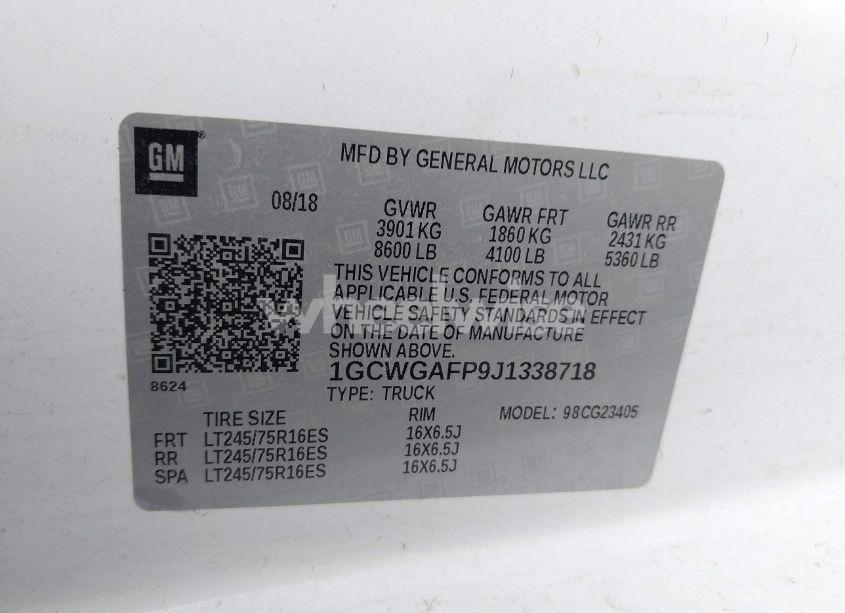 GM
MFD BY GENERAL MOTORS LLC
08/18
GVWR GAWR FRT GAWR RR
3901 KG 1860 KG 2431 KG
8600 LB 4100 LB 5360 LB
THIS VEHICLE CONFORMS TO ALL
APPLICABLE U.S. FEDERAL MOTOR
VEHICLE SAFETY STANDARDS IN EFFECT
ON THE DATE OF MANUFACTURE
SHOWN ABOVE.
1GCWGAFP9J1338718
8624
TYPE: TRUCK
TIRE SIZE RIM MODEL: 98CG23405
FRT LT245/75R16ES 16X6.5J
RR LT245/75R16ES 16X6.5J
SPA LT245/75R16ES 16X6.5J